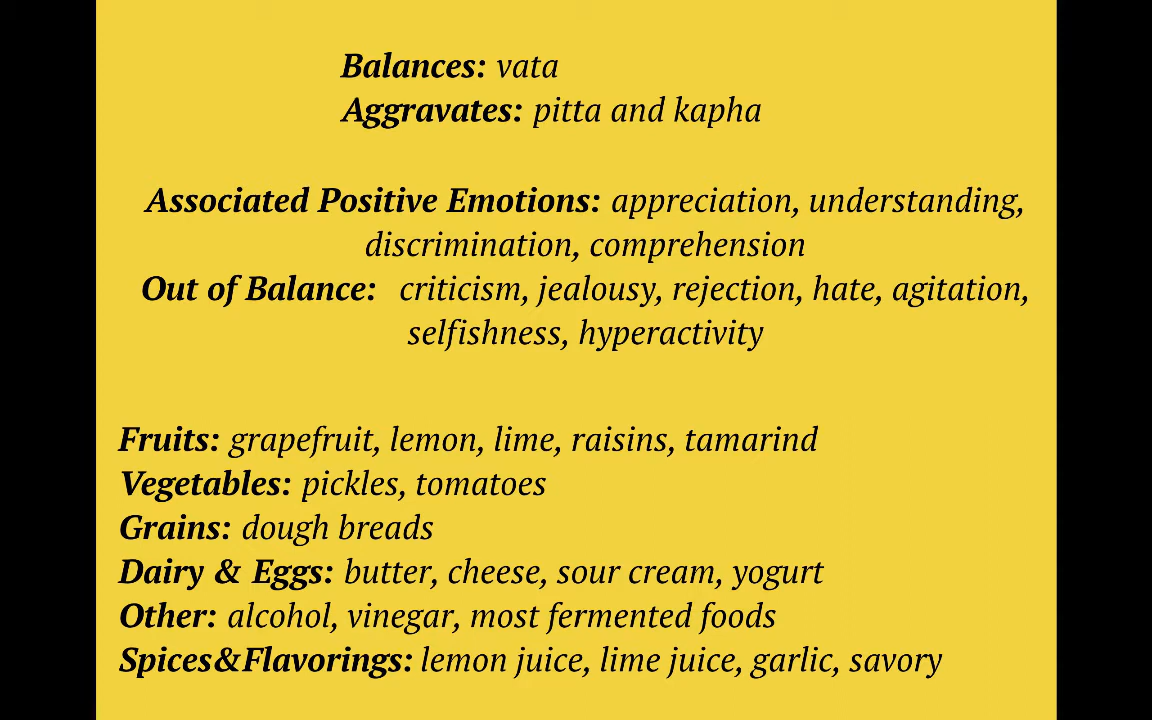 Balances: vata
Aggravates: pitta and kapha
Associated Positive Emotions: appreciation, understanding,
discrimination, comprehension
Out of Balance: criticism, jealousy, rejection, hate, agitation,
selfishness, hyperactivity
Fruits: grapefruit, lemon, lime, raisins, tamarind
Vegetables: pickles, tomatoes
Grains: dough breads
Dairy & Eggs: butter, cheese, sour cream, yogurt
Other: alcohol, vinegar, most fermented foods
Spices&Flavorings: lemon juice, lime juice, garlic, savory